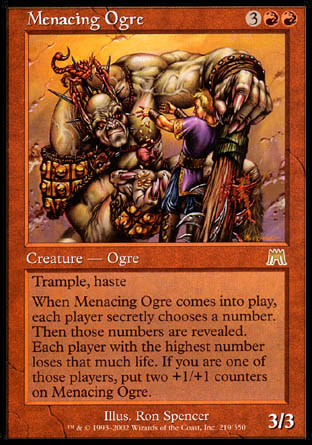 Menacing Ogre 3
Creature — Ogre
Trample, haste
When Menacing Ogre comes into play,
each player secretly chooses a number.
Then those numbers are revealed.
Each player with the highest number
loses that much life. If you are one of
those players, put two +1/+1 counters
on Menacing Ogre.
Illus. Ron Spencer
™ & © 1993–2002 Wizards of the Coast 219/350
3/3